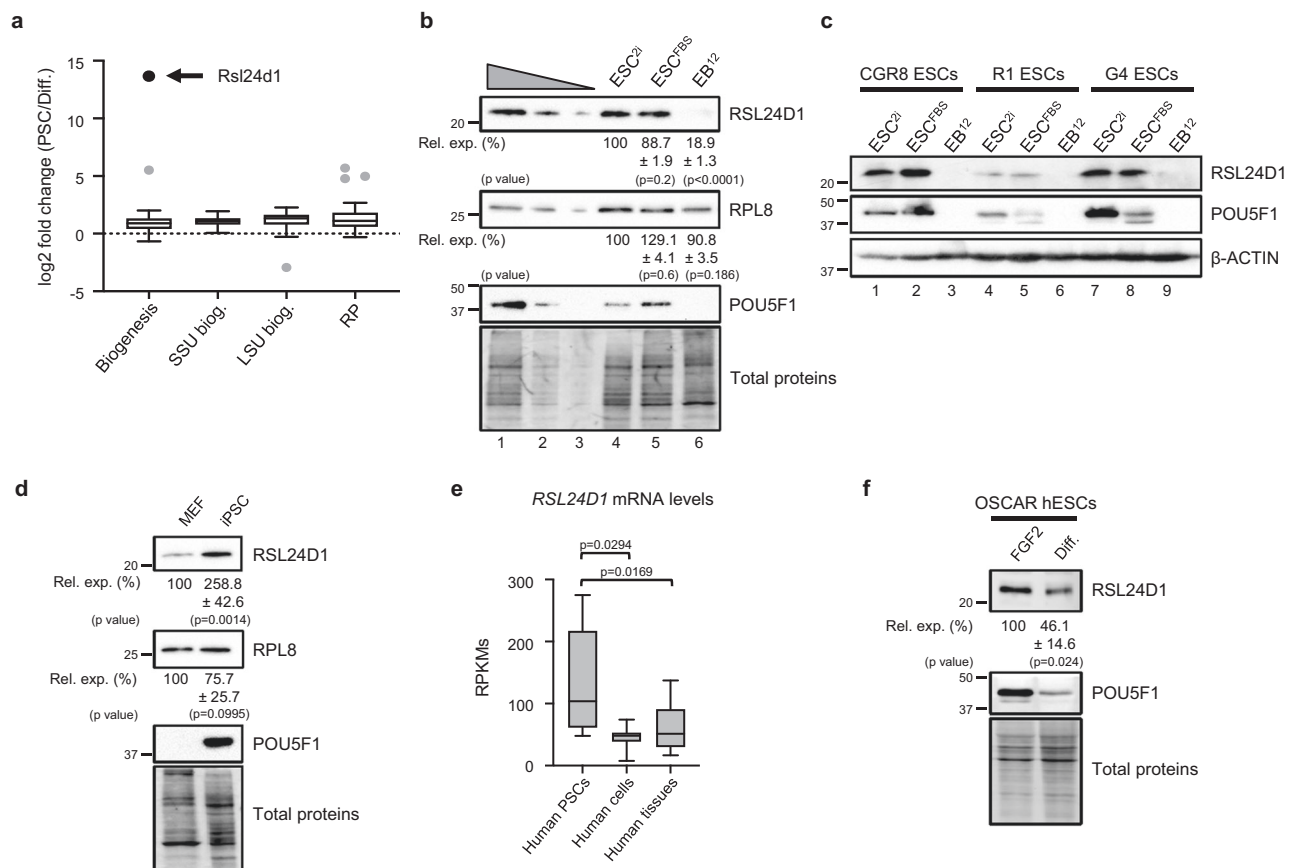 a
15
10
5
0
-5
log2 fold change (PSC/Diff.)
Rsl24d1
Biogenesis
SSU biog.
LSU biog.
RP
b
ESC2i
ESCFBS
EB12
20
RSL24D1
Rel. exp. (%) 100 88.7 18.9
± 1.9 ± 1.3
(p value) (p=0.2) (p<0.0001)
25
RPL8
Rel. exp. (%) 100 129.1 90.8
± 4.1 ± 3.5
(p value) (p=0.6) (p=0.186)
50
37
POU5F1
Total proteins
1 2 3 4 5 6
c
CGR8 ESCs R1 ESCs G4 ESCs
ESC2i ESCFBS EB12 ESC2i ESCFBS EB12 ESC2i ESCFBS EB12
20
RSL24D1
50
37
POU5F1
37
β-ACTIN
1 2 3 4 5 6 7 8 9
d
MEF
iPSC
20
RSL24D1
Rel. exp. (%) 100 258.8
± 42.6
(p value) (p=0.0014)
25
RPL8
Rel. exp. (%) 100 75.7
± 25.7
(p value) (p=0.0995)
37
POU5F1
Total proteins
e
RSL24D1 mRNA levels
p=0.0294
p=0.0169
300
200
100
0
RPKMs
Human PSCs
Human cells
Human tissues
f
OSCAR hESCs
FGF2
Diff.
20
RSL24D1
Rel. exp. (%) 100 46.1
± 14.6
(p value) (p=0.024)
50
37
POU5F1
Total proteins